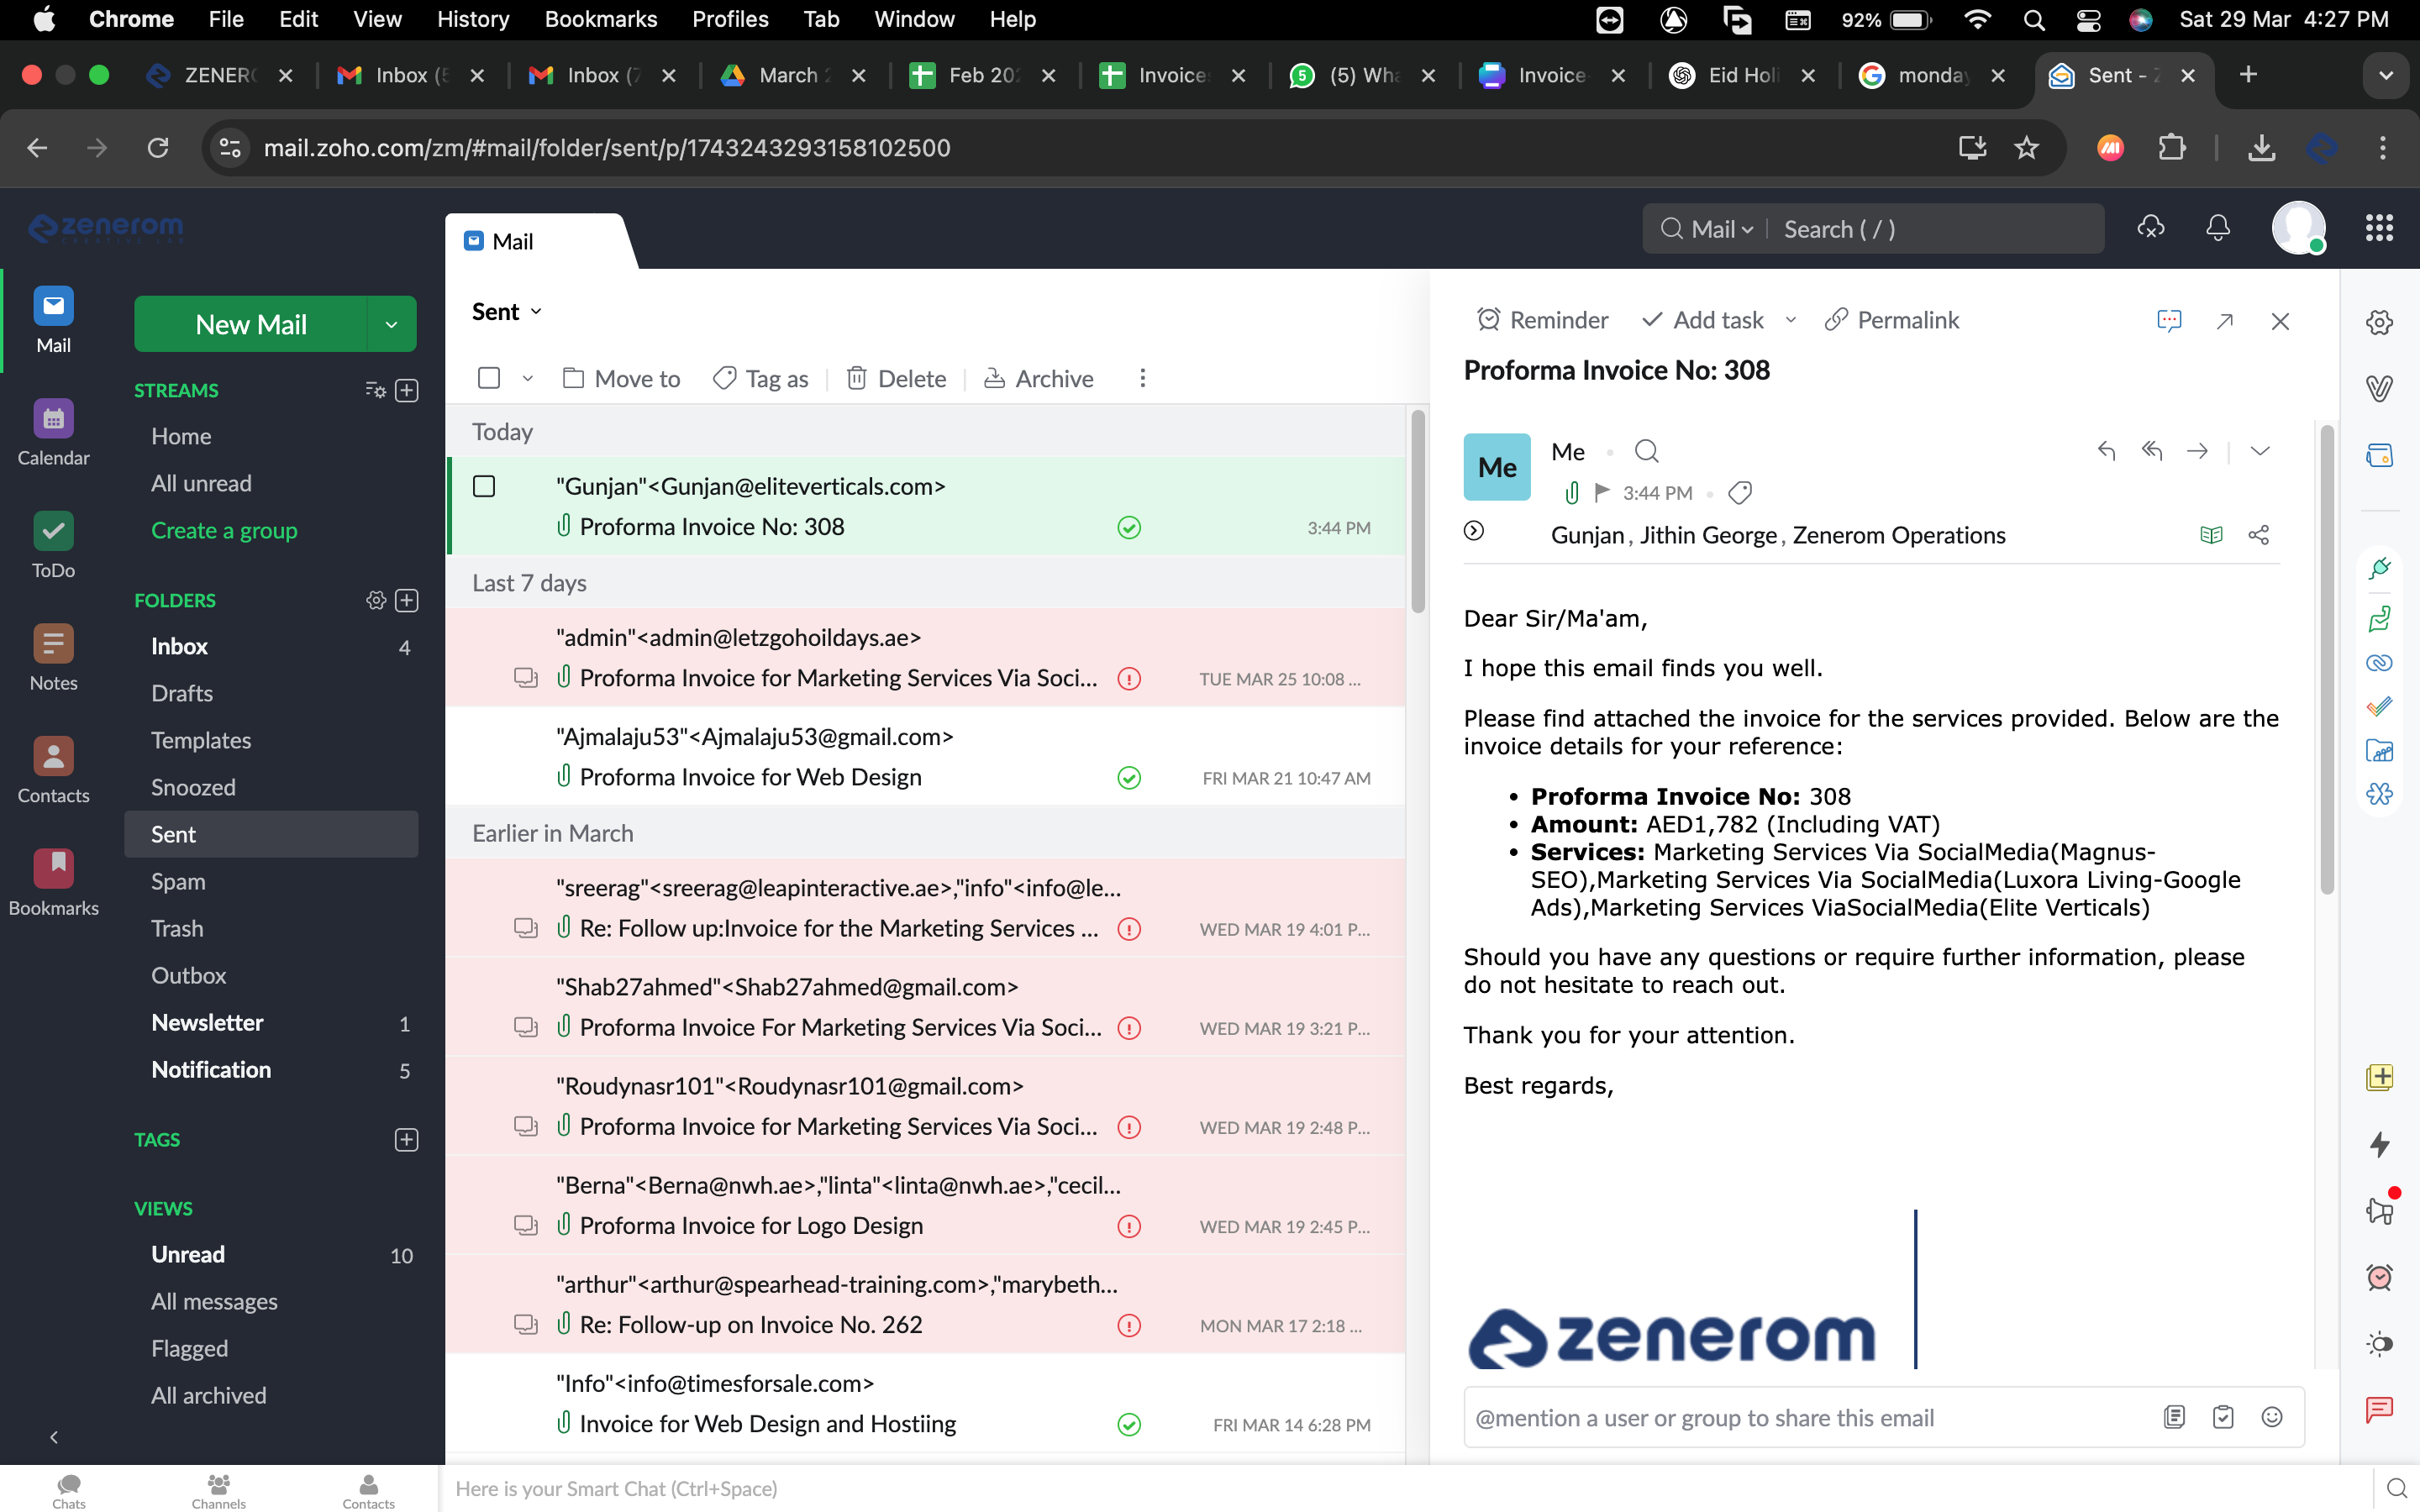 Chrome File Edit View History Bookmarks Profiles Tab Window Help
92% Sat 29 Mar 4:27 PM
ZENER Inbox (5 Inbox (7 March 2 Feb 202 Invoice (5) Wha Invoice- Eid Holi monday Sent - Z
mail.zoho.com/zm/#mail/folder/sent/p/1743243293158102500
zenerom
Mail
Mail Search ( / )
Mail
Calendar
ToDo
Notes
Contacts
Bookmarks
New Mail
STREAMS
Home
All unread
Create a group
FOLDERS
Inbox 4
Drafts
Templates
Snoozed
Sent
Spam
Trash
Outbox
Newsletter 1
Notification 5
TAGS
VIEWS
Unread 10
All messages
Flagged
All archived
Sent
Move to Tag as Delete Archive
Today
"Gunjan"<Gunjan@eliteverticals.com>
Proforma Invoice No: 308 3:44 PM
Last 7 days
"admin"<admin@letzgohoildays.ae>
Proforma Invoice for Marketing Services Via Soci... TUE MAR 25 10:08 ...
"Ajmalaju53"<Ajmalaju53@gmail.com>
Proforma Invoice for Web Design FRI MAR 21 10:47 AM
Earlier in March
"sreerag"<sreerag@leapinteractive.ae>,"info"<info@le...
Re: Follow up:Invoice for the Marketing Services ... WED MAR 19 4:01 P...
"Shab27ahmed"<Shab27ahmed@gmail.com>
Proforma Invoice For Marketing Services Via Soci... WED MAR 19 3:21 P...
"Roudynasr101"<Roudynasr101@gmail.com>
Proforma Invoice for Marketing Services Via Soci... WED MAR 19 2:48 P...
"Berna"<Berna@nwh.ae>,"linta"<linta@nwh.ae>,"cecil...
Proforma Invoice for Logo Design WED MAR 19 2:45 P...
"arthur"<arthur@spearhead-training.com>,"marybeth...
Re: Follow-up on Invoice No. 262 MON MAR 17 2:18 ...
"Info"<info@timesforsale.com>
Invoice for Web Design and Hostiing FRI MAR 14 6:28 PM
Reminder Add task Permalink
Proforma Invoice No: 308
Me
Me
3:44 PM
Gunjan , Jithin George , Zenerom Operations
Dear Sir/Ma'am,
I hope this email finds you well.
Please find attached the invoice for the services provided. Below are the
invoice details for your reference:
• Proforma Invoice No: 308
• Amount: AED1,782 (Including VAT)
• Services: Marketing Services Via SocialMedia(Magnus-
SEO),Marketing Services Via SocialMedia(Luxora Living-Google
Ads),Marketing Services ViaSocialMedia(Elite Verticals)
Should you have any questions or require further information, please
do not hesitate to reach out.
Thank you for your attention.
Best regards,
zenerom
@mention a user or group to share this email
Chats Channels Contacts
Here is your Smart Chat (Ctrl+Space)